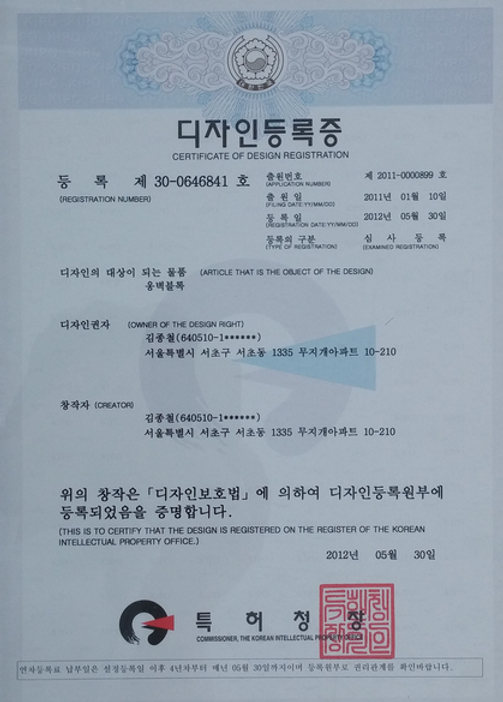 디자인등록증
CERTIFICATE OF DESIGN REGISTRATION
등 록 제 30-0646841 호
(REGISTRATION NUMBER)
출원번호 제 2011-0000899 호
(APPLICATION NUMBER)
출 원 일 2011년 01월 10일
(FILING DATE:YY/MM/DD)
등 록 일 2012년 05월 30일
(REGISTRATION DATE:YY/MM/DD)
등록의 구분 심 사 등 록
(TYPE OF REGISTRATION) (EXAMINED REGISTRATION)
디자인의 대상이 되는 물품 (ARTICLE THAT IS THE OBJECT OF THE DESIGN)
옹벽블록
디자인권자 (OWNER OF THE DESIGN RIGHT)
김종철(640510-1******)
서울특별시 서초구 서초동 1335 무지개아파트 10-210
창작자 (CREATOR)
김종철(640510-1******)
서울특별시 서초구 서초동 1335 무지개아파트 10-210
위의 창작은「디자인보호법」에 의하여 디자인등록원부에
등록되었음을 증명합니다.
(THIS IS TO CERTIFY THAT THE DESIGN IS REGISTERED ON THE REGISTER OF THE KOREAN
INTELLECTUAL PROPERTY OFFICE.)
2012년 05월 30일
특 허 청 장
COMMISSIONER, THE KOREAN INTELLECTUAL PROPERTY OFFICE
연차등록료 납부일은 설정등록일 이후 4년차부터 매년 05월 30일까지이며 등록원부로 권리관계를 확인바랍니다.